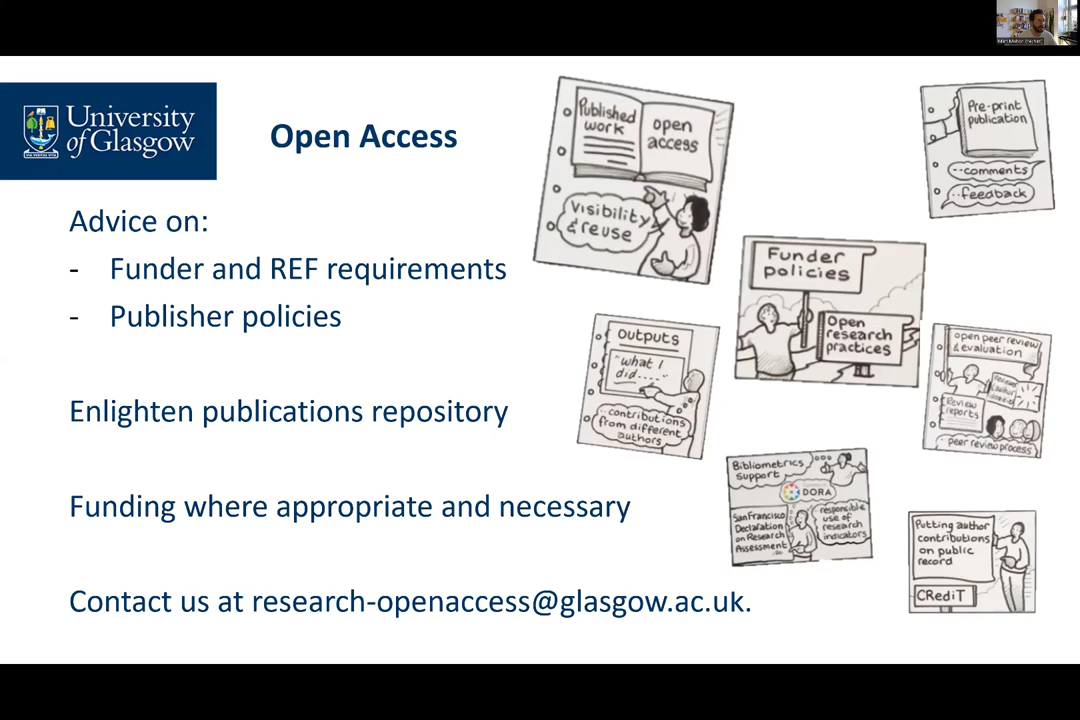 University
of Glasgow
Open Access
Advice on:
- Funder and REF requirements
- Publisher policies
Enlighten publications repository
Funding where appropriate and necessary
Contact us at research-openaccess@glasgow.ac.uk.
Published
work
open
access
Visibility
& reuse
Pre-print
publication
--comments
--feedback
Funder
policies
Open
research
practices
OUTPUTS
"what I
did.....
--contributions
from different
authors
open peer review
& evaluation
Review
reports
peer review process
Bibliometrics
support
DORA
San Francisco
Declaration
on Research
Assessment
responsible
use of
research
indicators
Putting author
contributions
on public
record
CRediT